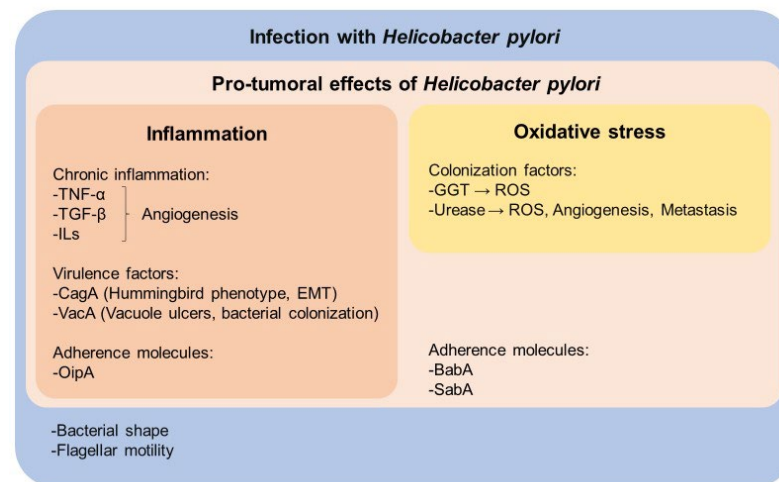 Infection with Helicobacter pylori
Pro-tumoral effects of Helicobacter pylori
Inflammation
Chronic inflammation:
-TNF-α
-TGF-β
-ILs
Angiogenesis
Virulence factors:
-CagA (Hummingbird phenotype, EMT)
-VacA (Vacuole ulcers, bacterial colonization)
Adherence molecules:
-OipA
Oxidative stress
Colonization factors:
-GGT → ROS
-Urease → ROS, Angiogenesis, Metastasis
Adherence molecules:
-BabA
-SabA
-Bacterial shape
-Flagellar motility